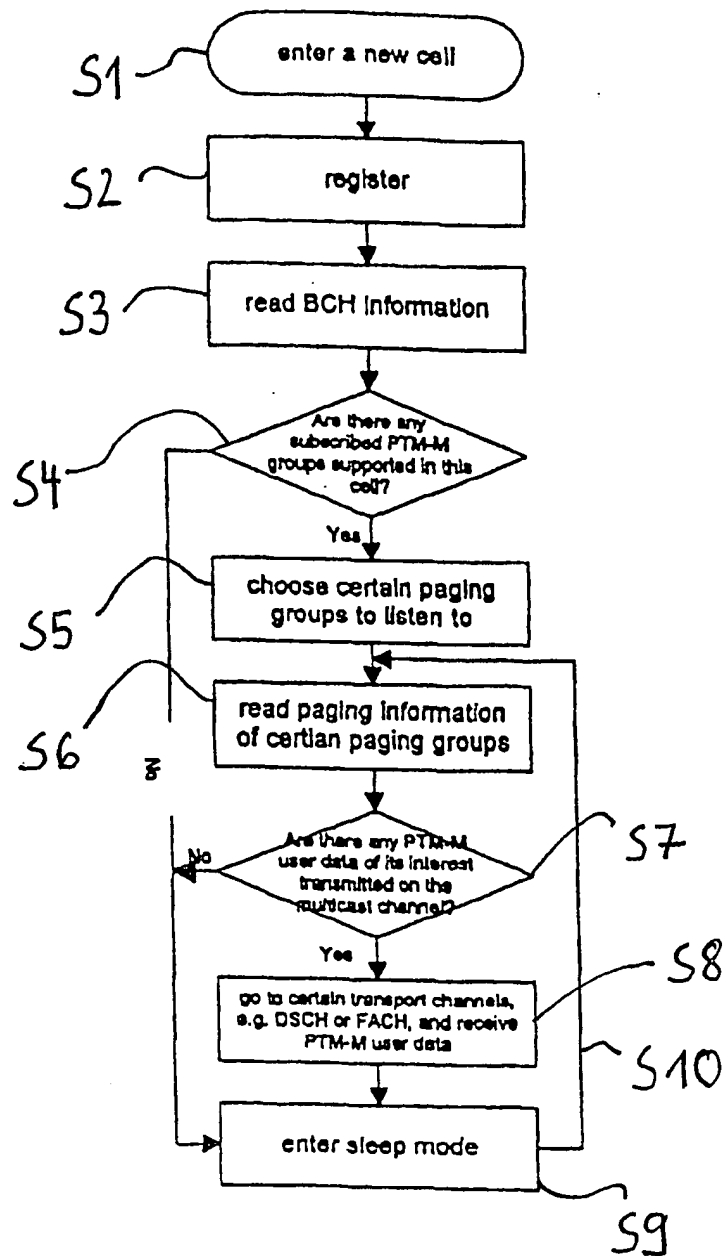 S1
enter a new cell
S2
register
S3
read BCH information
S4
Are there any
subscribed PTM-M
groups supported in this
cell?
Yes
S5
choose certain paging
groups to listen to
S6
read paging information
of certian paging groups
No
No
Are there any PTM-M
user data of its interest
transmitted on the
multicast channel?
S7
Yes
S8
go to certain transport channels,
e.g. DSCH or FACH, and receive
PTM-M user data
S10
enter sleep mode
S9